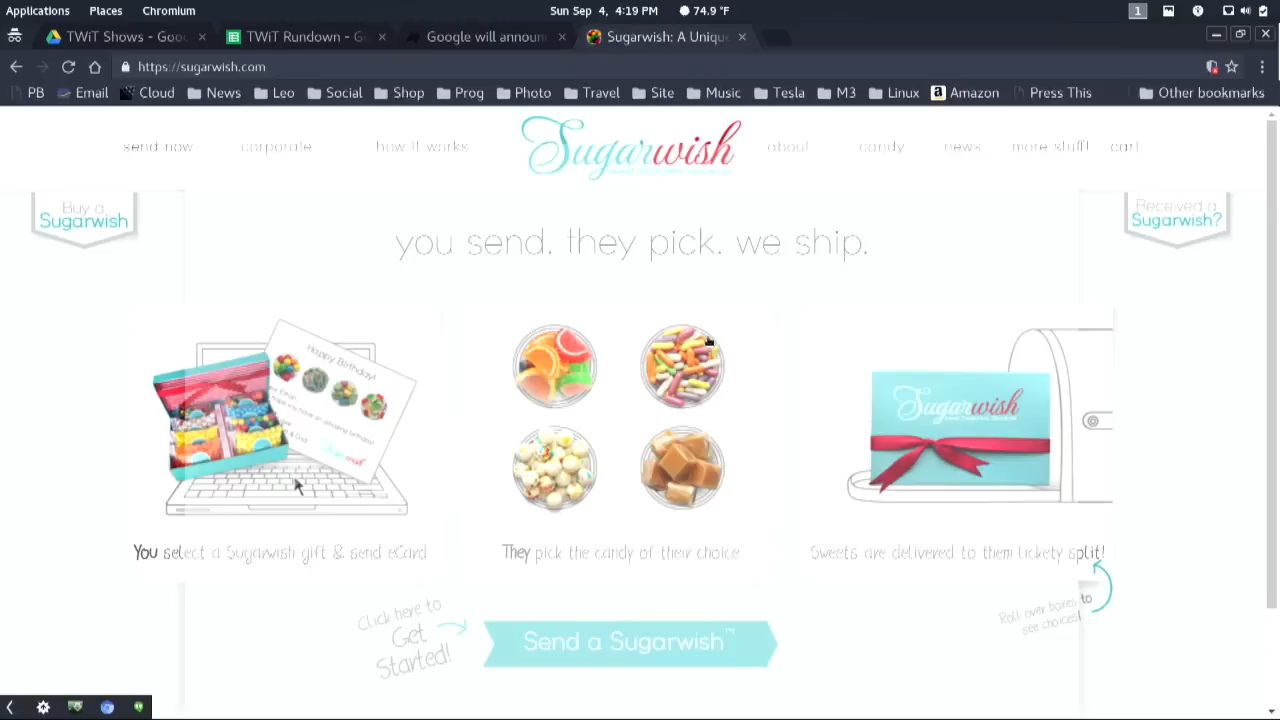 Applications Places Chromium Sun Sep 4, 4:19 PM 74.9 °F 1
TWiT Shows - Goo TWiT Rundown - G Google will announ Sugarwish: A Uniqu
https://sugarwish.com
PB Email Cloud News Leo Social Shop Prog Photo Travel Site Music Tesla M3 Linux Amazon Press This Other bookmarks
send now corporate how it works Sugarwish about candy news more stuff! cart
Buy a
Sugarwish
Received a
Sugarwish?
you send. they pick. we ship.
Happy Birthday!
Sugarwish
You select a Sugarwish gift & send eCard
They pick the candy of their choice
Sweets are delivered to them lickety split!
Click here to
Get
Started!
Send a Sugarwish™
Roll over boxes to
see choices!